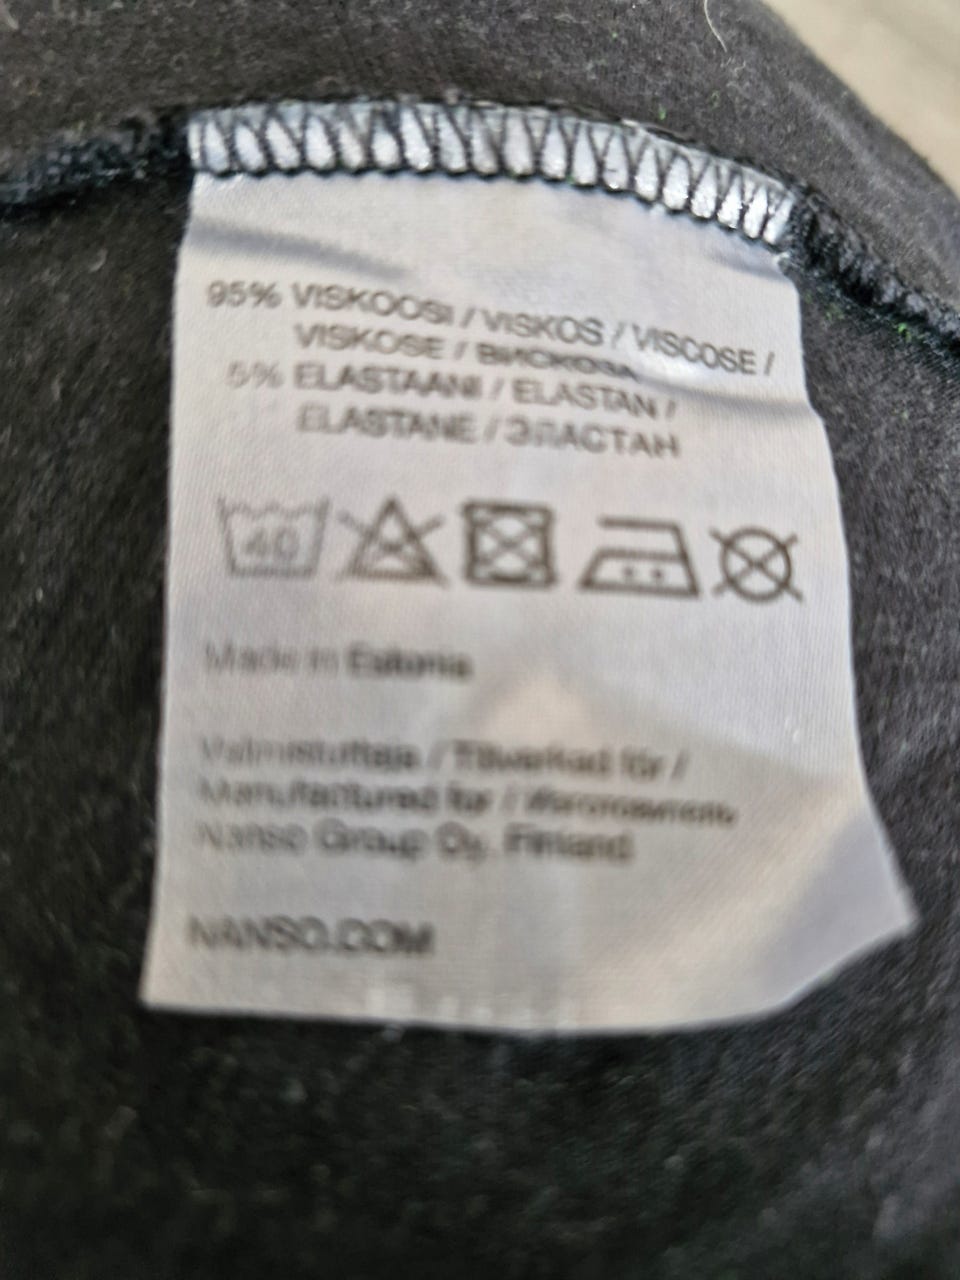 95% VISKOOSI / VISKOS / VISCOSE /
VISKOSE / ВИСКОЗА
5% ELASTAANI / ELASTAN /
ELASTANE / ЭЛАСТАН
40
Made in Estonia
Valmistuttaja / Tillverkad för /
Manufactured for / Изготовитель
Nanso Group Oy, Finland
NANSO.COM